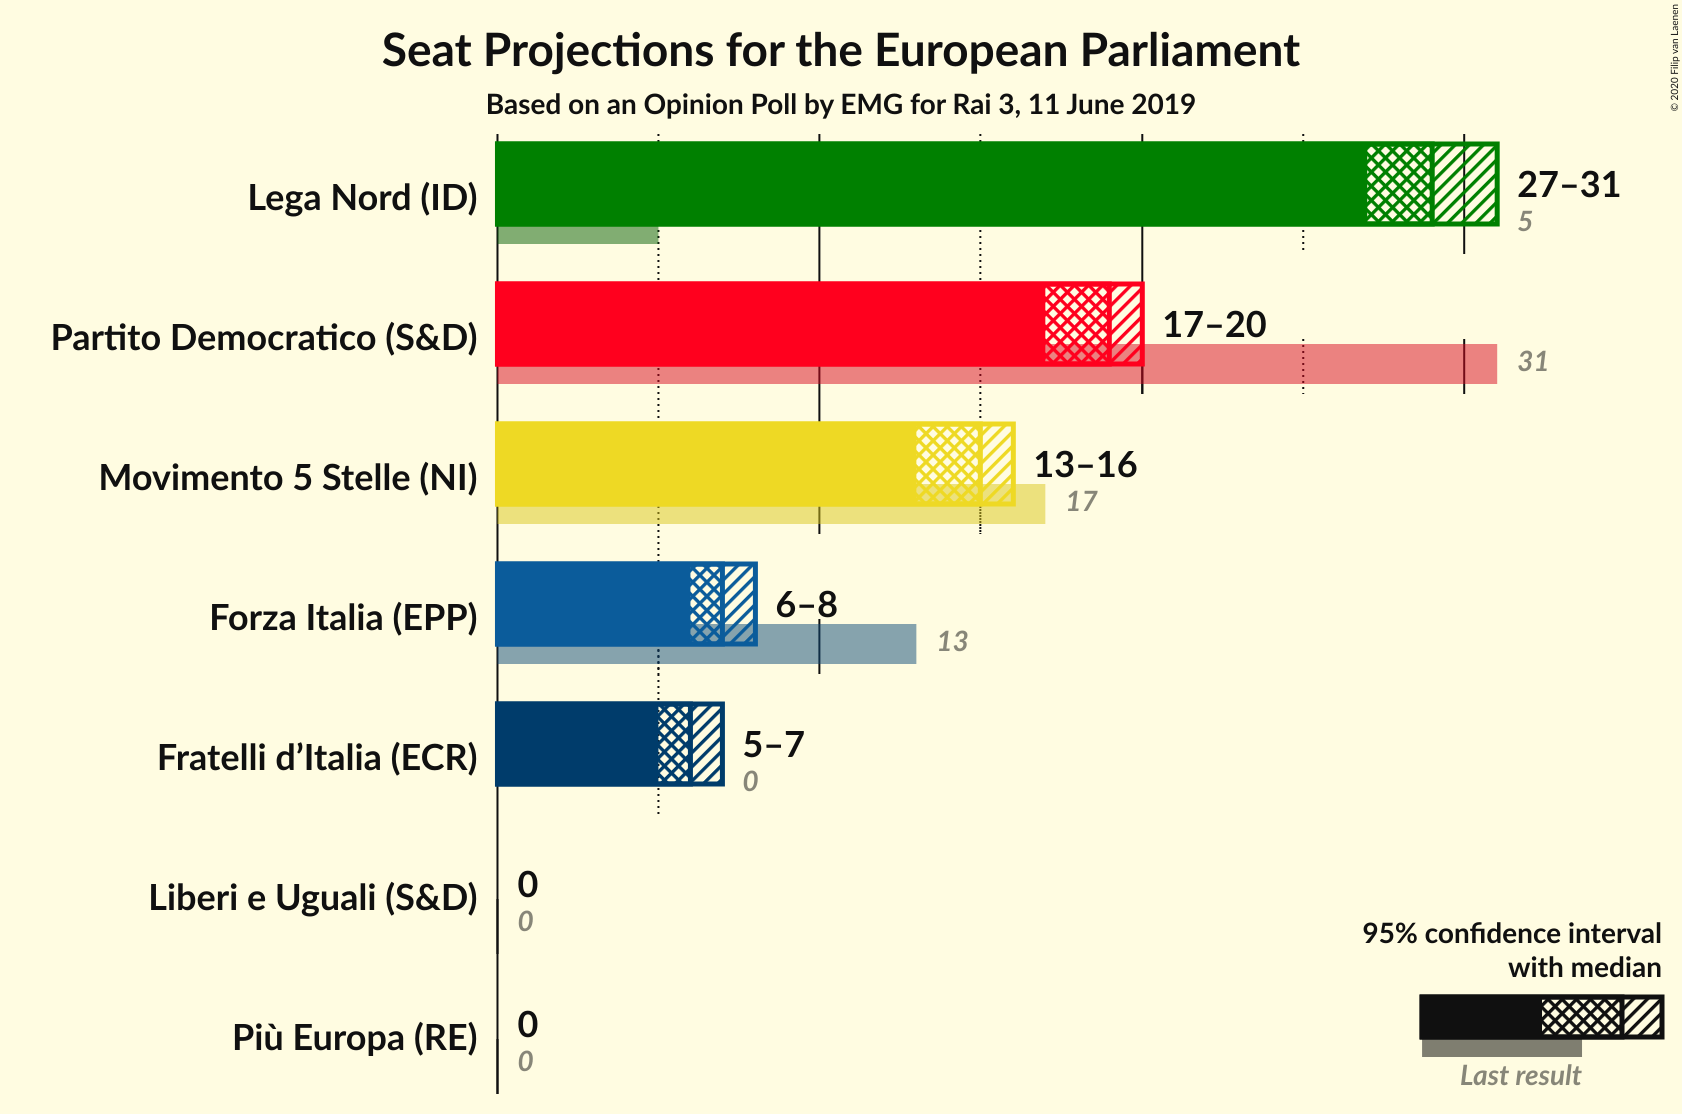 Seat Projections for the European Parliament
Based on an Opinion Poll by EMG for Rai 3, 11 June 2019
© 2020 Filip van Laenen
Lega Nord (ID)
27–31
5
Partito Democratico (S&D)
17–20
31
Movimento 5 Stelle (NI)
13–16
17
Forza Italia (EPP)
6–8
13
Fratelli d’Italia (ECR)
5–7
0
Liberi e Uguali (S&D)
0
0
Più Europa (RE)
0
0
95% confidence interval
with median
Last result